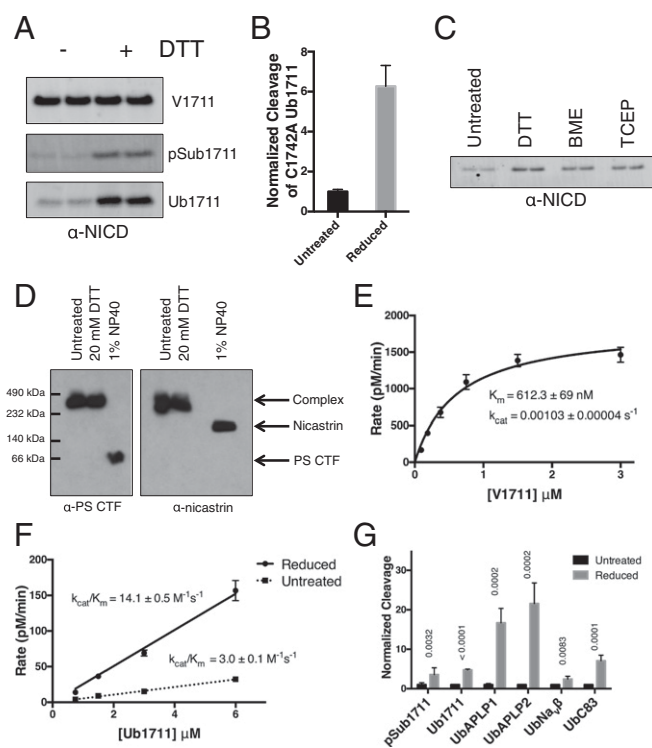 A
- + DTT
V1711
pSub1711
Ub1711
α-NICD
B
Normalized Cleavage
of C1742A Ub1711
8
6
4
2
0
Untreated
Reduced
C
Untreated
DTT
BME
TCEP
α-NICD
D
Untreated
20 mM DTT
1% NP40
Untreated
20 mM DTT
1% NP40
490 kDa
232 kDa
140 kDa
66 kDa
Complex
Nicastrin
PS CTF
α-PS CTF
α-nicastrin
E
Rate (pM/min)
2000
1500
1000
500
0
0 1 2 3
[V1711] μM
Km = 612.3 ± 69 nM
kcat = 0.00103 ± 0.00004 s⁻¹
F
Rate (pM/min)
200
150
100
50
0
0 2 4 6
[Ub1711] μM
Reduced
Untreated
kcat/Km = 14.1 ± 0.5 M⁻¹s⁻¹
kcat/Km = 3.0 ± 0.1 M⁻¹s⁻¹
G
Normalized Cleavage
30
20
10
0
Untreated
Reduced
0.0032
< 0.0001
0.0002
0.0002
0.0083
0.0001
pSub1711
Ub1711
UbAPLP1
UbAPLP2
UbNavβ
UbC83